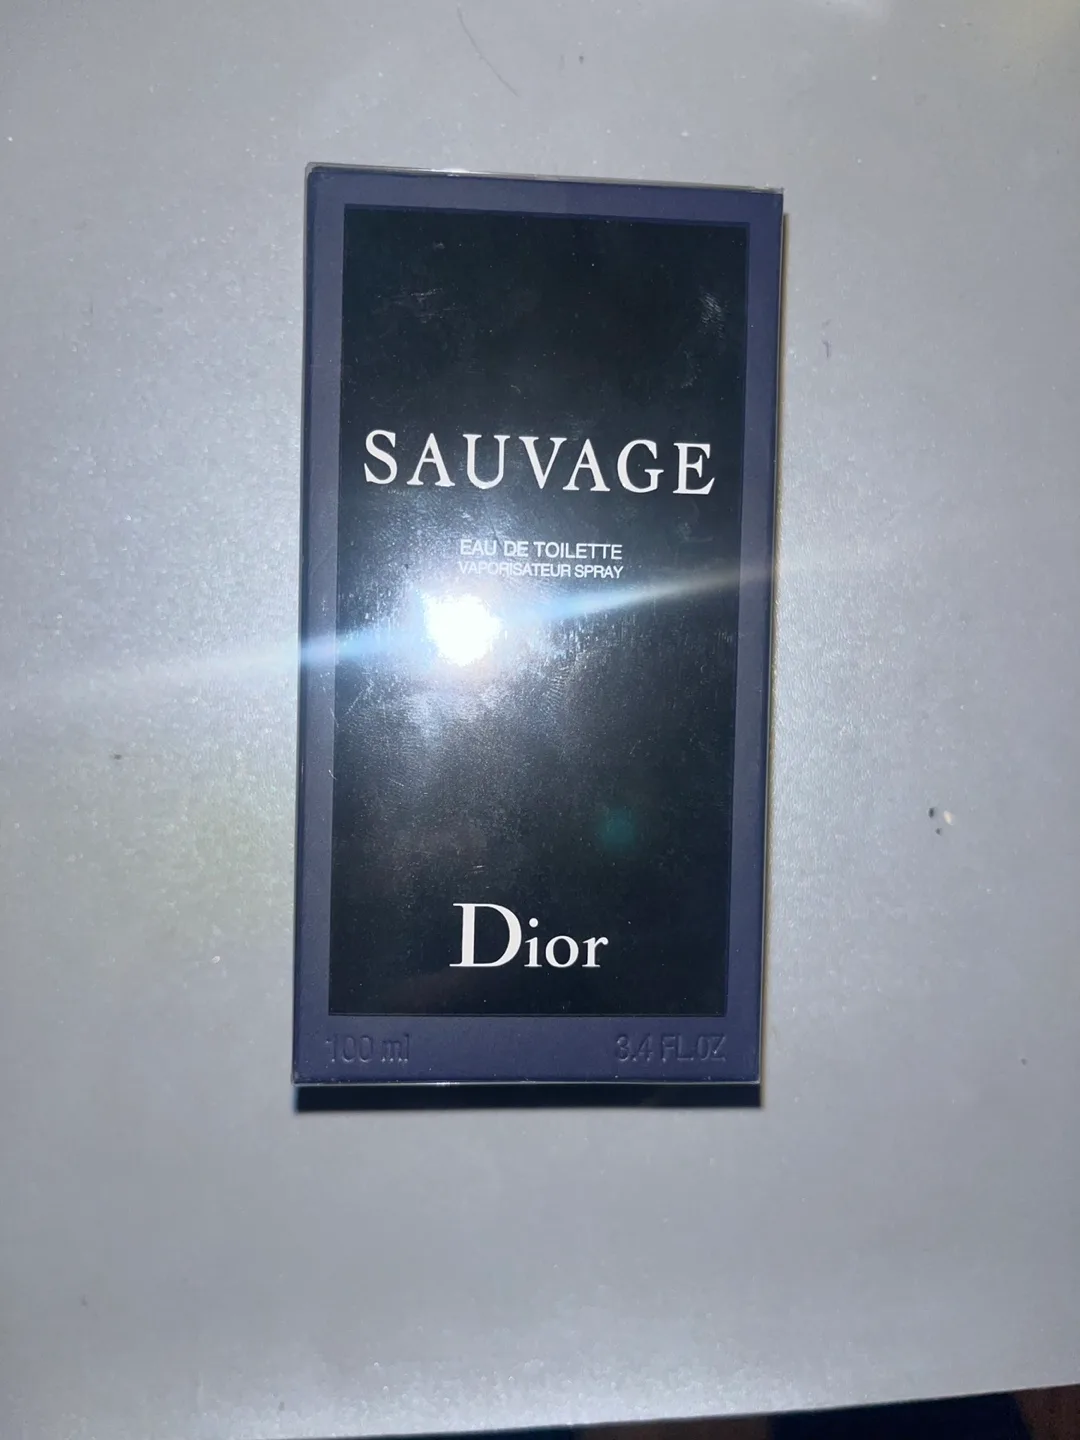 SAUVAGE
EAU DE TOILETTE
VAPORISATEUR SPRAY
Dior
100 ml 3.4 FL.OZ